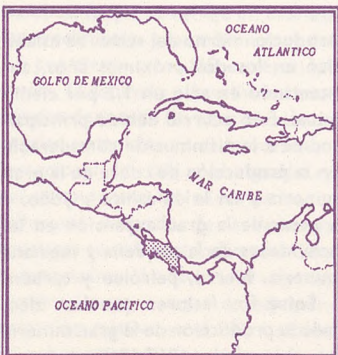 OCEANO
ATLANTICO
GOLFO DE MEXICO
MAR CARIBE
OCEANO PACIFICO